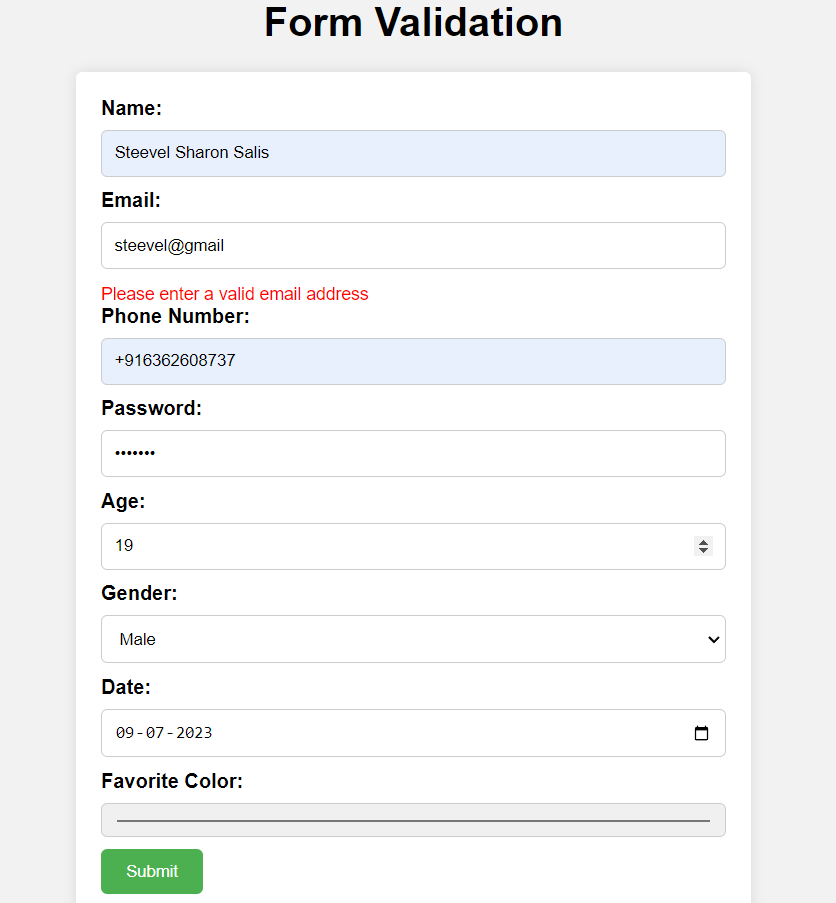 Form Validation
Name:
Steevel Sharon Salis
Email:
steevel@gmail
Please enter a valid email address
Phone Number:
+916362608737
Password:
•••••••
Age:
19
Gender:
Male
Date:
09-07-2023
Favorite Color:
Submit